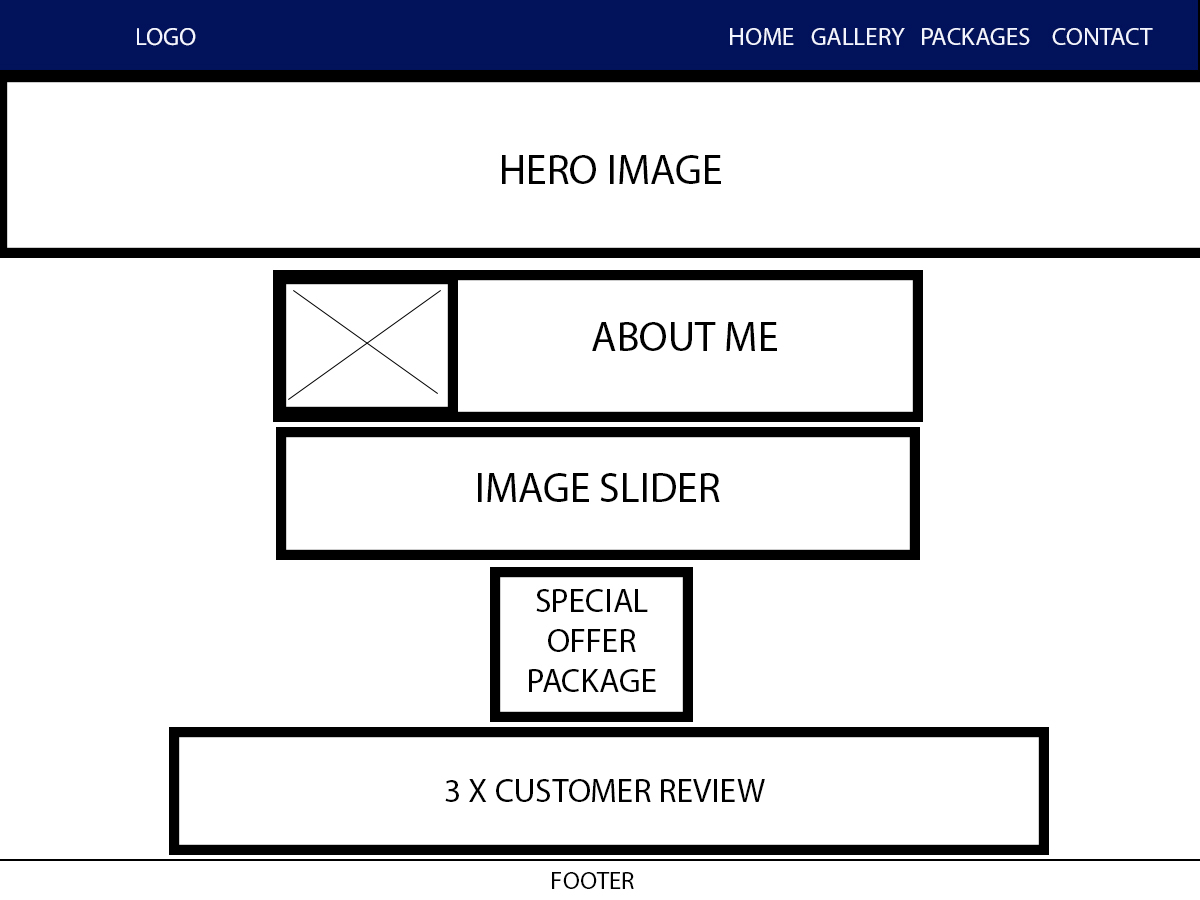 LOGO HOME GALLERY PACKAGES CONTACT
HERO IMAGE
ABOUT ME
IMAGE SLIDER
SPECIAL
OFFER
PACKAGE
3 X CUSTOMER REVIEW
FOOTER